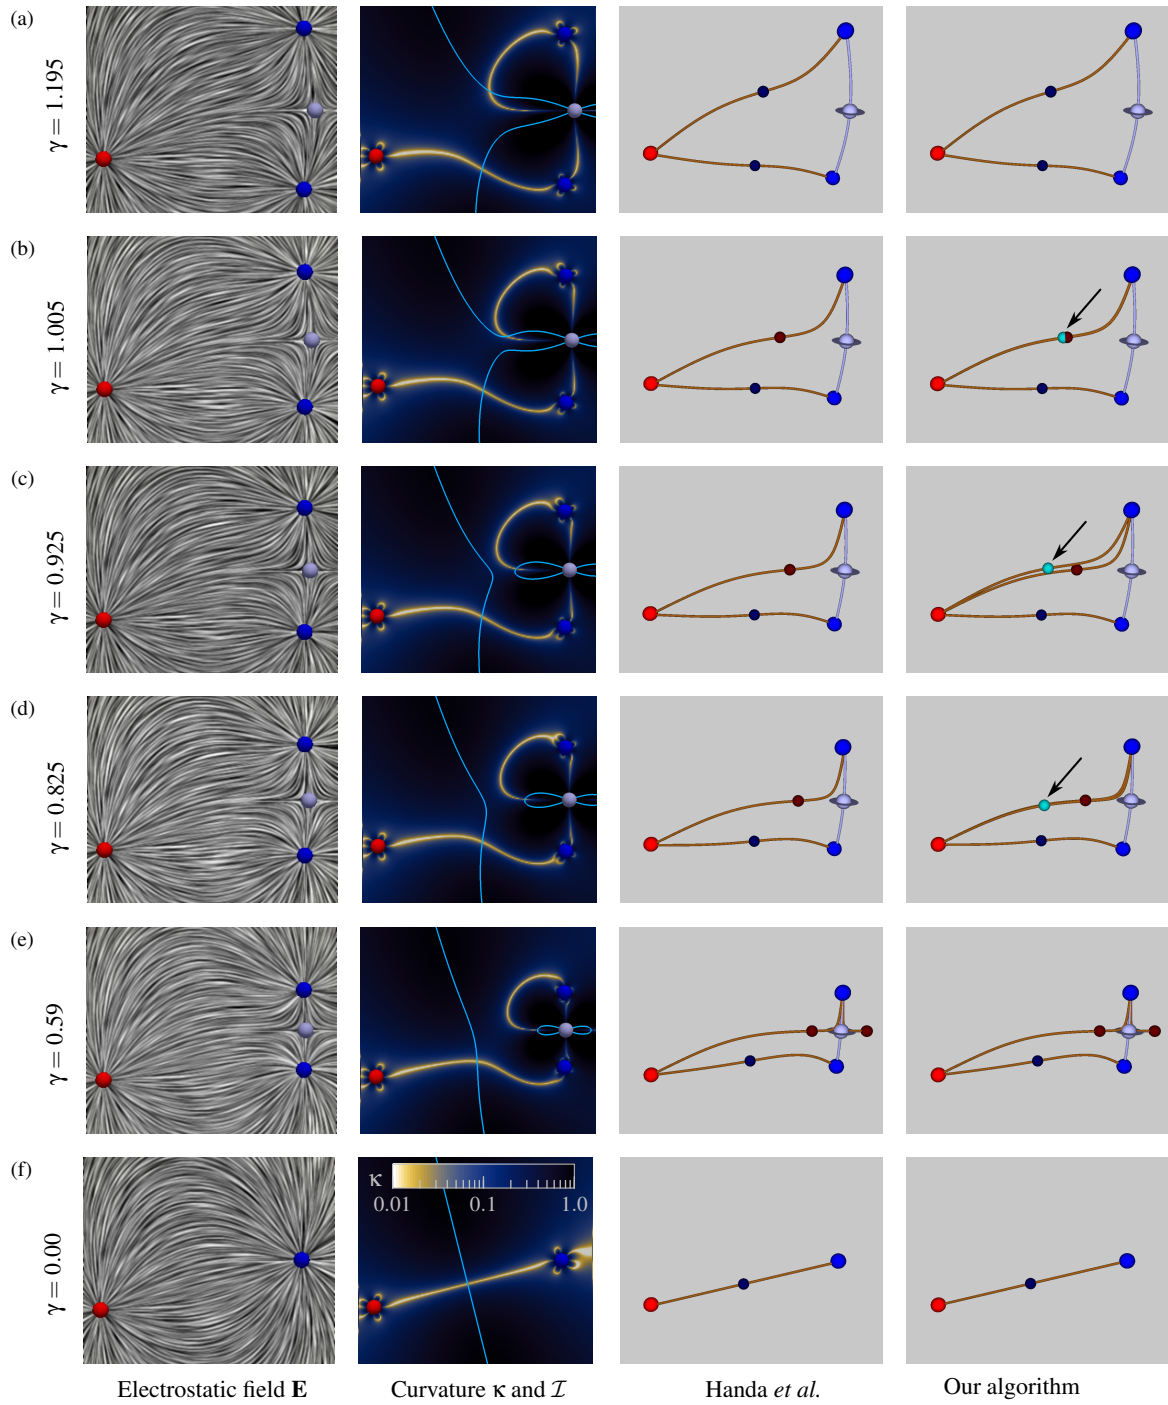 (a)
γ = 1.195
(b)
γ = 1.005
(c)
γ = 0.925
(d)
γ = 0.825
(e)
γ = 0.59
(f)
γ = 0.00
κ
0.01 0.1 1.0
Electrostatic field E
Curvature κ and ℐ
Handa et al.
Our algorithm